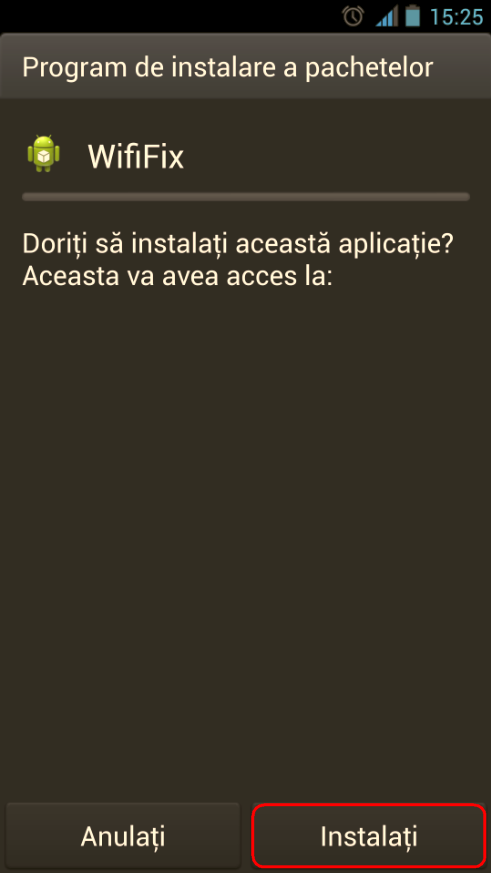 15:25
Program de instalare a pachetelor
WifiFix
Doriți să instalați această aplicație?
Aceasta va avea acces la:
Anulați
Instalați